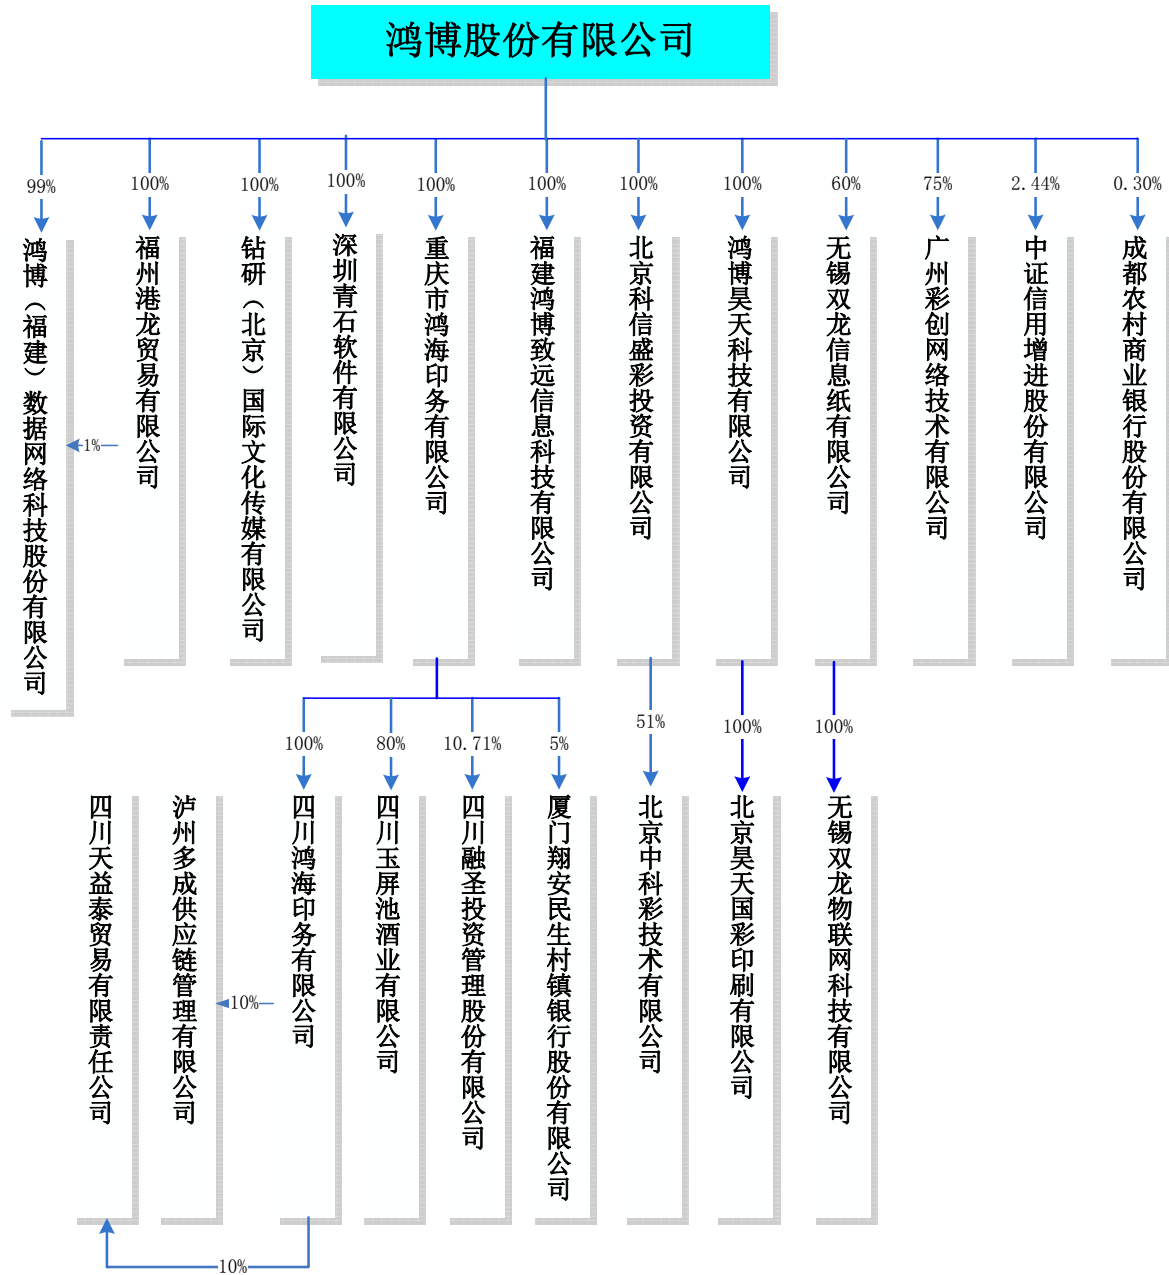 鸿博股份有限公司
99%
100%
100%
100%
100%
100%
100%
100%
60%
75%
2.44%
0.30%
鸿博（福建）数据网络科技股份有限公司
1%
福州港龙贸易有限公司
钻研（北京）国际文化传媒有限公司
深圳青石软件有限公司
重庆市鸿海印务有限公司
福建鸿博致远信息科技有限公司
北京科信盛彩投资有限公司
鸿博昊天科技有限公司
无锡双龙信息纸有限公司
广州彩创网络技术有限公司
中证信用增进股份有限公司
成都农村商业银行股份有限公司
100%
80%
10.71%
5%
51%
100%
100%
四川天益泰贸易有限责任公司
泸州多成供应链管理有限公司
10%
四川鸿海印务有限公司
四川玉屏池酒业有限公司
四川融圣投资管理股份有限公司
厦门翔安民生村镇银行股份有限公司
北京中科彩技术有限公司
北京昊天国彩印刷有限公司
无锡双龙物联网科技有限公司
10%